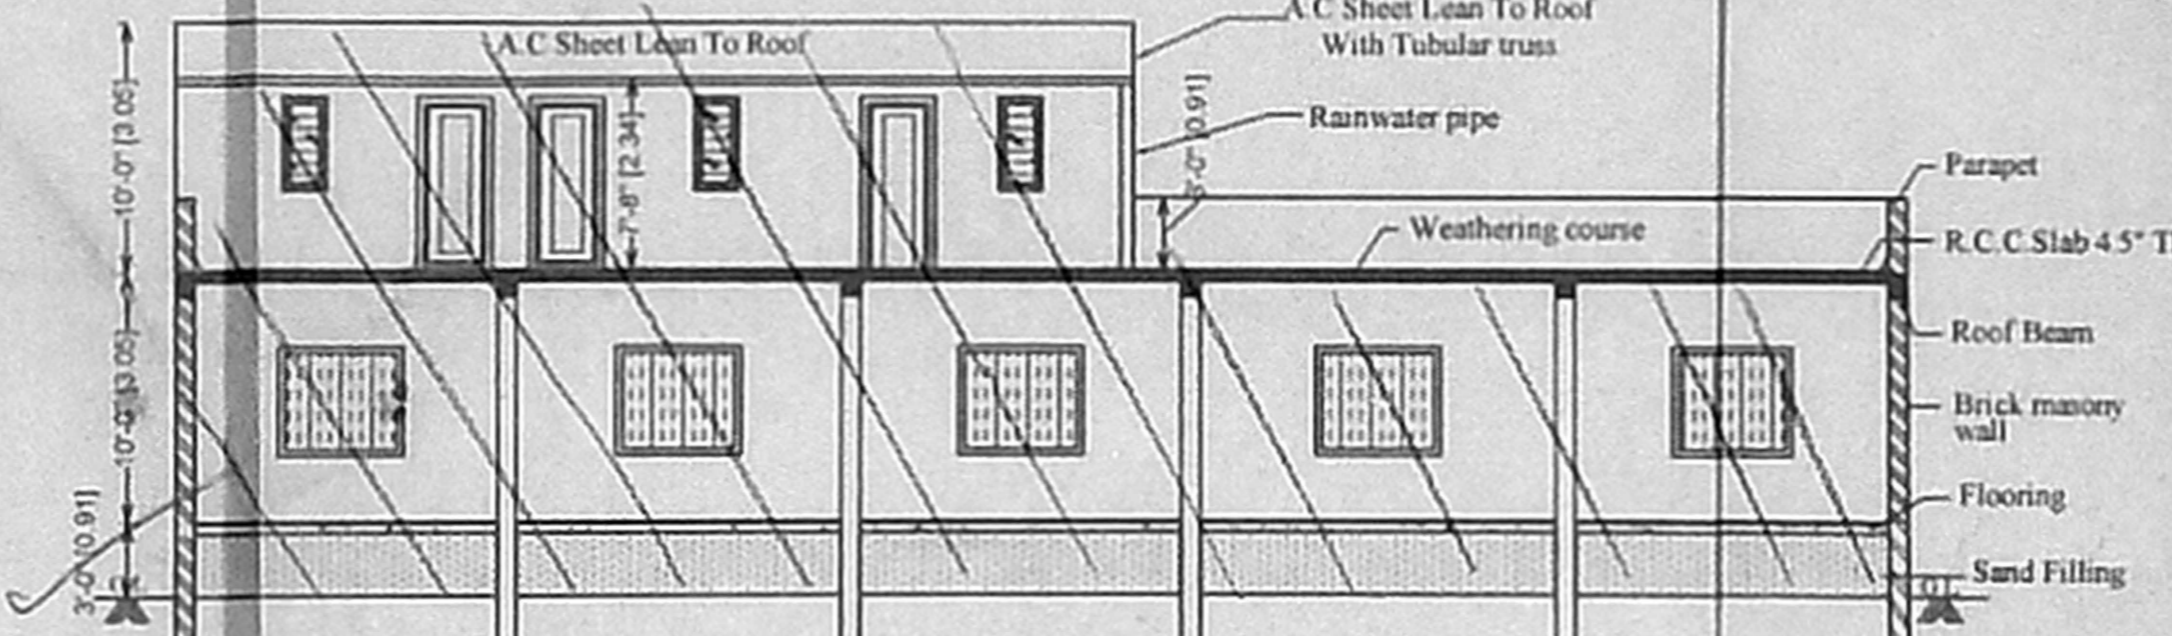 A.C Sheet Lean To Roof
With Tubular truss
A.C Sheet Lean To Roof
10'-0" [3.05]
7'-8" [2.34]
3'-0" [0.91]
Rainwater pipe
Parapet
Weathering course
R.C.C.Slab 4.5" T
Roof Beam
10'-0" [3.05]
Brick masony
wall
Flooring
3'-0" [0.91]
Sand Filling